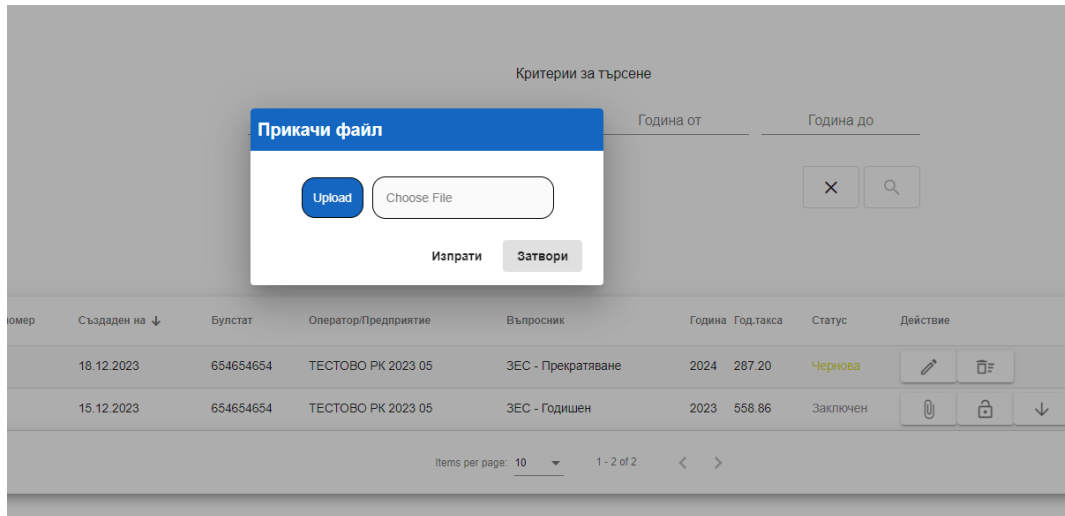 Критерии за търсене
Прикачи файл
Година от
Година до
Upload
Choose File
Изпрати
Затвори
номер Създаден на Булстат Оператор/Предприятие Въпросник Година Год.такса Статус Действие
18.12.2023 654654654 ТЕСТОВО РК 2023 05 ЗЕС - Прекратяване 2024 287.20 Чернова
15.12.2023 654654654 ТЕСТОВО РК 2023 05 ЗЕС - Годишен 2023 558.86 Заключен
Items per page: 10 1 - 2 of 2